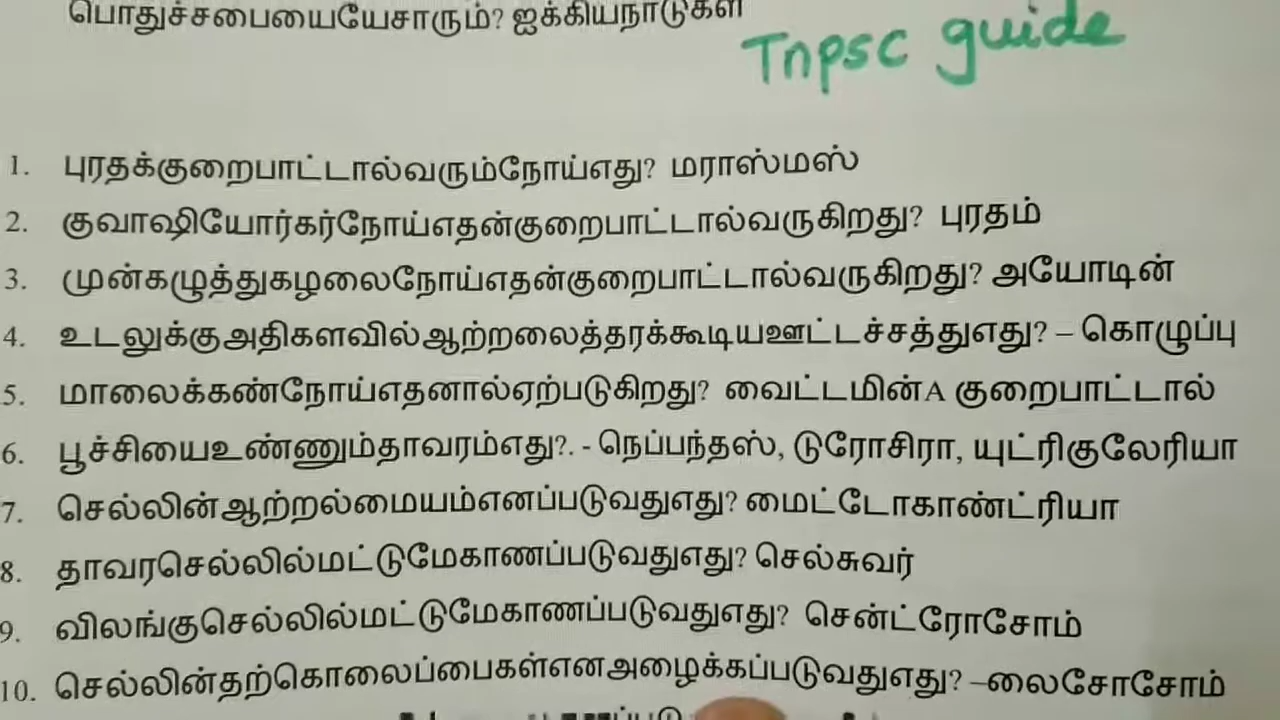 பொதுச்சபையையேசாரும்? ஐக்கியநாடுகள்
Tnpsc guide
1. புரதக்குறைபாட்டால்வரும்நோய்எது? மராஸ்மஸ்
2. குவாஷியோர்கர்நோய்எதன்குறைபாட்டால்வருகிறது? புரதம்
3. முன்கழுத்துகழலைநோய்எதன்குறைபாட்டால்வருகிறது? அயோடின்
4. உடலுக்குஅதிகளவில்ஆற்றலைத்தரக்கூடியஊட்டச்சத்துஎது? – கொழுப்பு
5. மாலைக்கண்நோய்எதனால்ஏற்படுகிறது? வைட்டமின்A குறைபாட்டால்
6. பூச்சியைஉண்ணும்தாவரம்எது?. - நெப்பந்தஸ், டுரோசிரா, யுட்ரிகுலேரியா
7. செல்லின்ஆற்றல்மையம்எனப்படுவதுஎது? மைட்டோகாண்ட்ரியா
8. தாவரசெல்லில்மட்டுமேகாணப்படுவதுஎது? செல்சுவர்
9. விலங்குசெல்லில்மட்டுமேகாணப்படுவதுஎது? சென்ட்ரோசோம்
10. செல்லின்தற்கொலைப்பைகள்எனஅழைக்கப்படுவதுஎது? –லைசோசோம்